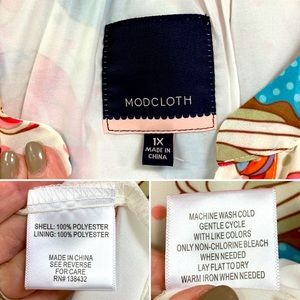 MODCLOTH
1X
MADE IN
CHINA
SHELL: 100% POLYESTER
LINING: 100% POLYESTER
MADE IN CHINA
SEE REVERSE
FOR CARE
RN# 138432
MACHINE WASH COLD
GENTLE CYCLE
WITH LIKE COLORS
ONLY NON-CHLORINE BLEACH
WHEN NEEDED
LAY FLAT TO DRY
WARM IRON WHEN NEEDED